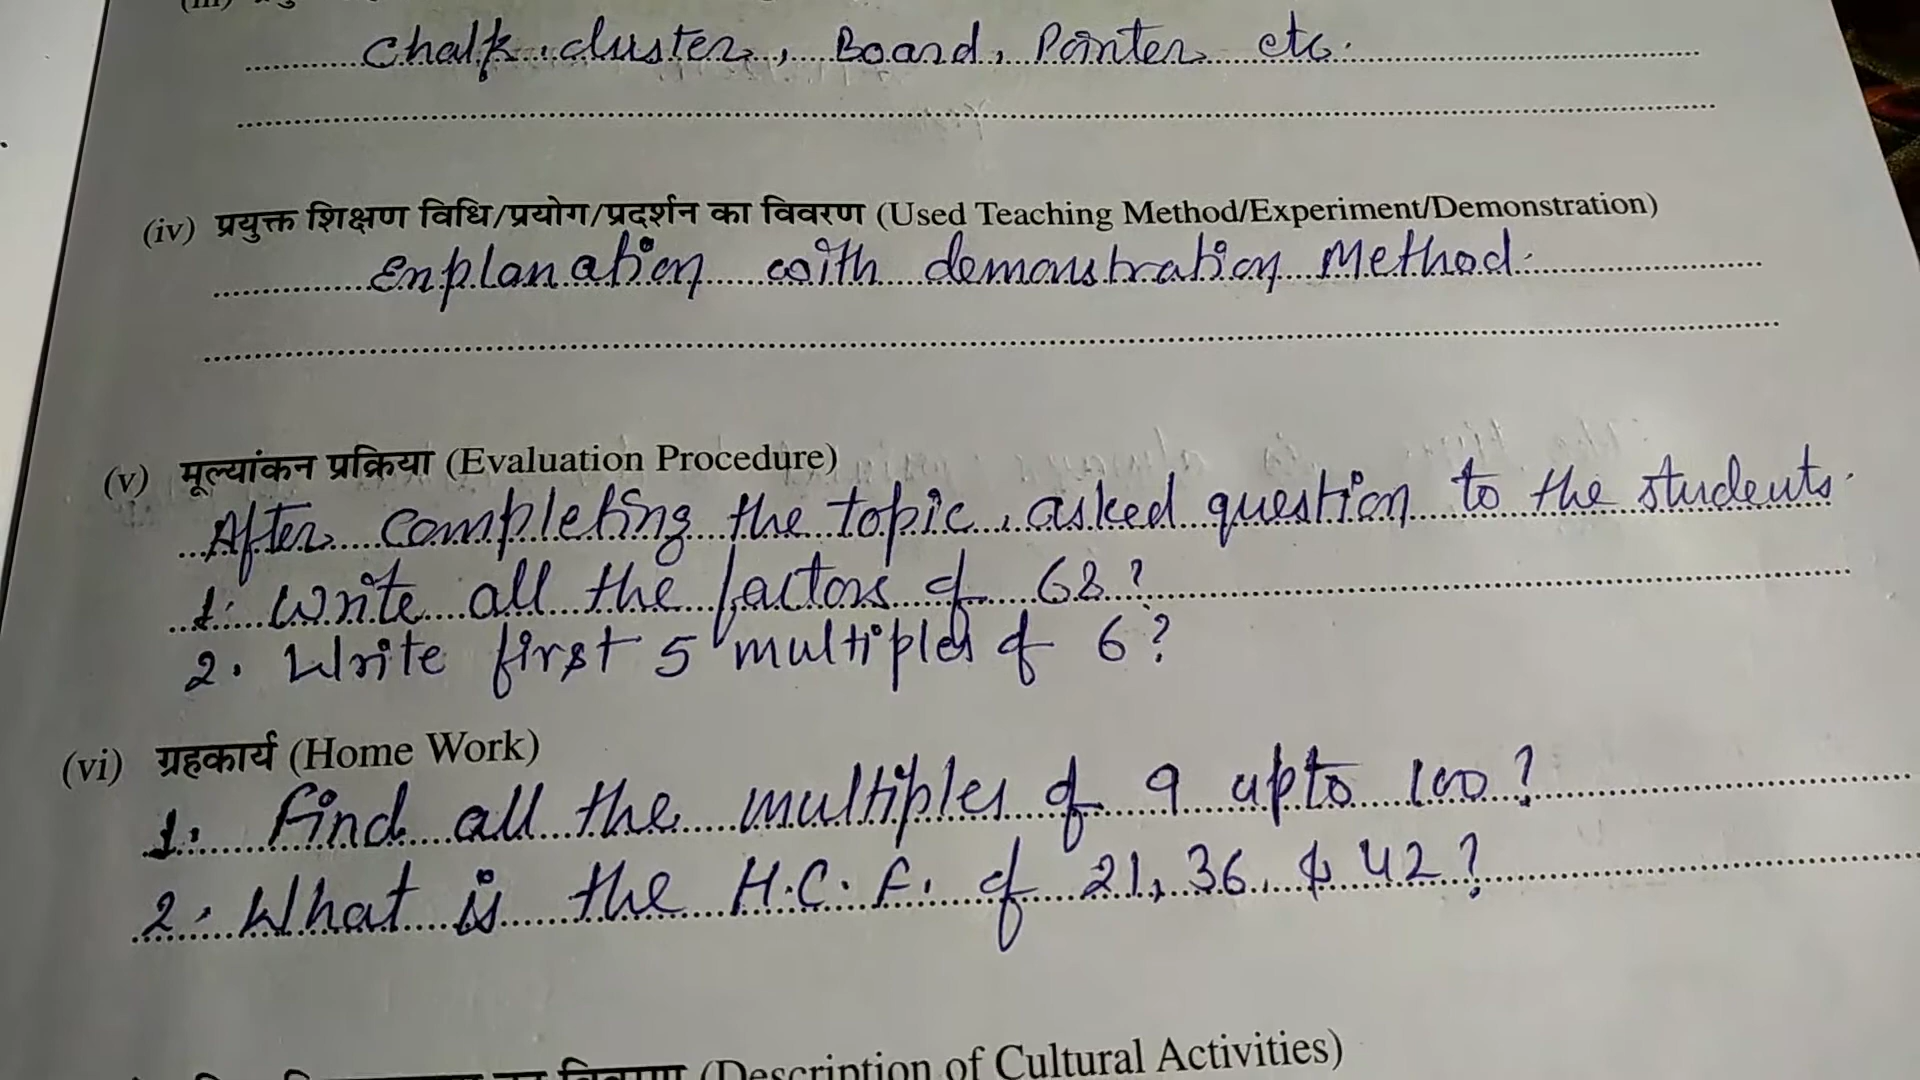 (iii)
Chalk, cluster, Board, Pointer etc.
(iv) प्रयुक्त शिक्षण विधि/प्रयोग/प्रदर्शन का विवरण (Used Teaching Method/Experiment/Demonstration)
Enplanation with demonstration Method.
(v) मूल्यांकन प्रक्रिया (Evaluation Procedure)
After completing the topic, asked question to the students.
1. Write all the factors of 68?
2. Write first 5 multiples of 6?
(vi) ग्रहकार्य (Home Work)
1. Find all the multiples of 9 upto 100?
2. What is the H.C.F. of 21, 36, & 42?
(Description of Cultural Activities)